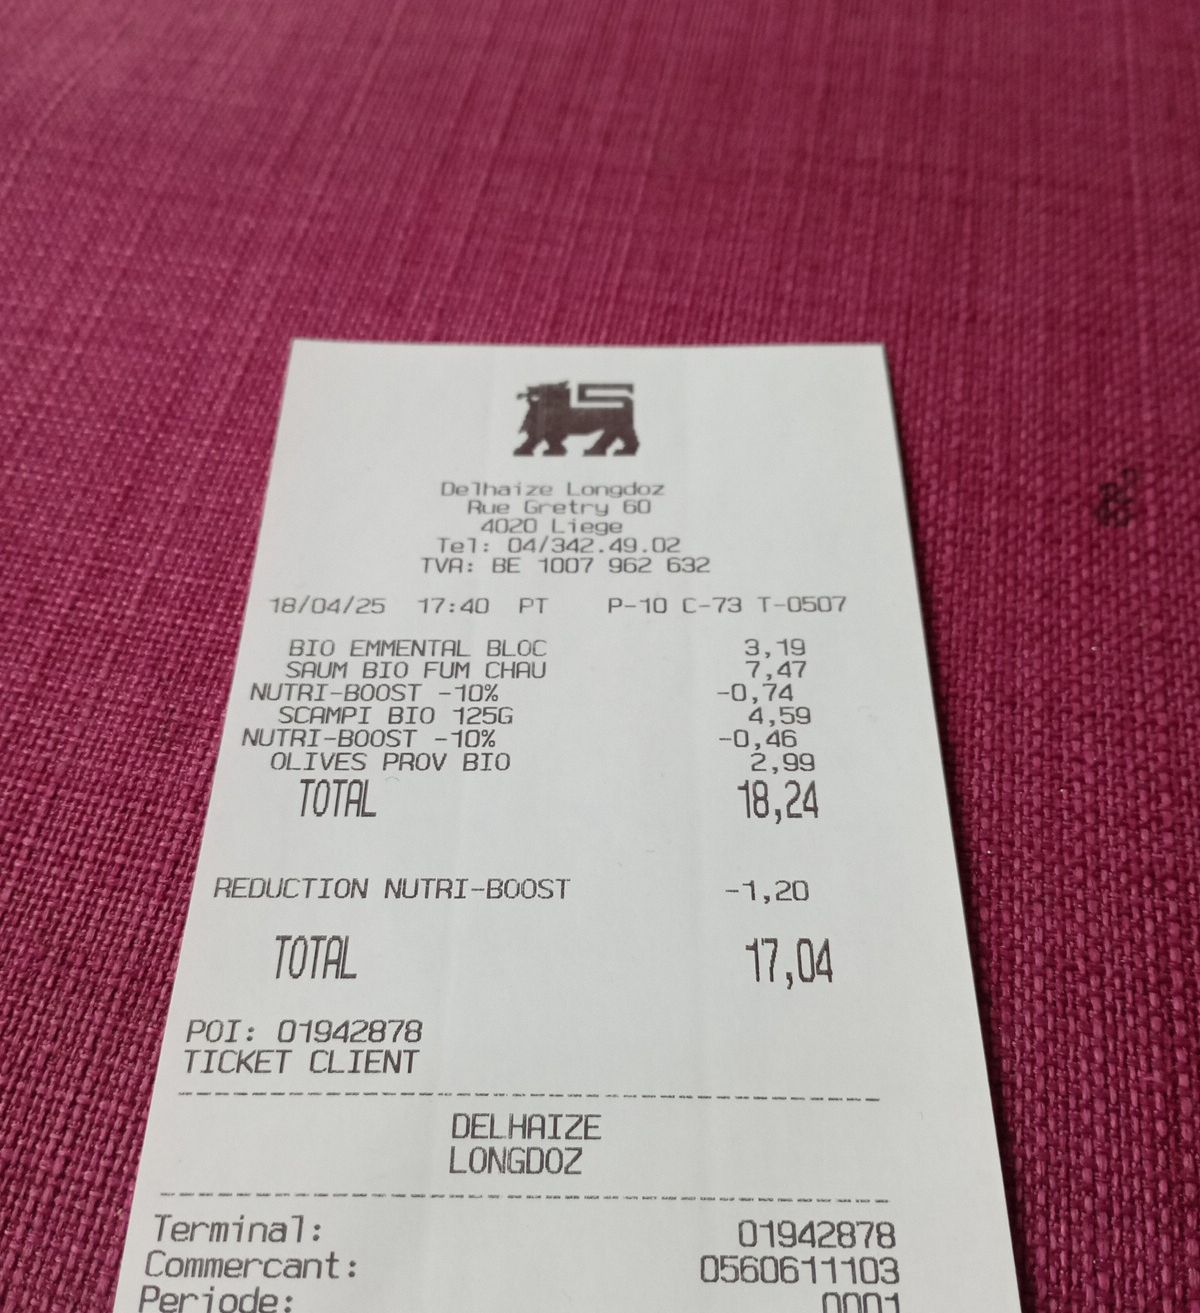 Delhaize Longdoz
Rue Gretry 60
4020 Liege
Tel: 04/342.49.02
TVA: BE 1007 962 632
18/04/25 17:40 PT P-10 C-73 T-0507
BIO EMMENTAL BLOC 3,19
SAUM BIO FUM CHAU 7,47
NUTRI-BOOST -10% -0,74
SCAMPI BIO 125G 4,59
NUTRI-BOOST -10% -0,46
OLIVES PROV BIO 2,99
TOTAL 18,24
REDUCTION NUTRI-BOOST -1,20
TOTAL 17,04
POI: 01942878
TICKET CLIENT
DELHAIZE
LONGDOZ
Terminal: 01942878
Commercant: 0560611103
Periode: 0001